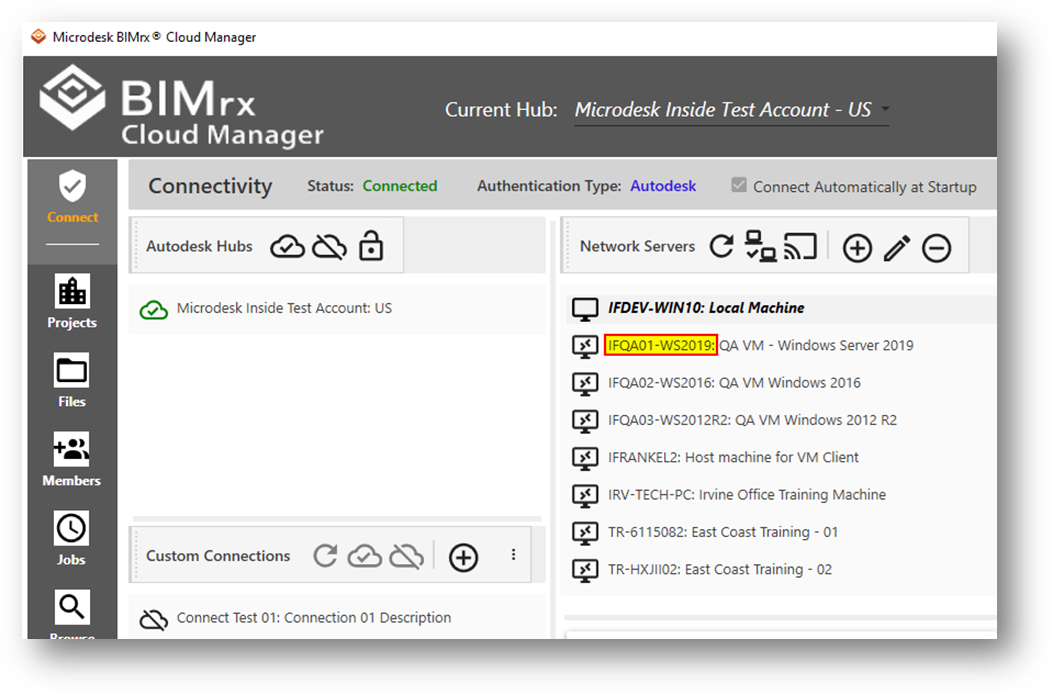 Microdesk BIMrx® Cloud Manager
BIMrx
Cloud Manager
Current Hub: Microdesk Inside Test Account - US
Connect
Projects
Files
Members
Jobs
Browse
Connectivity Status: Connected Authentication Type: Autodesk Connect Automatically at Startup
Autodesk Hubs
Microdesk Inside Test Account: US
Custom Connections
Connect Test 01: Connection 01 Description
Network Servers
IFDEV-WIN10: Local Machine
IFQA01-WS2019: QA VM - Windows Server 2019
IFQA02-WS2016: QA VM Windows 2016
IFQA03-WS2012R2: QA VM Windows 2012 R2
IFRANKEL2: Host machine for VM Client
IRV-TECH-PC: Irvine Office Training Machine
TR-6115082: East Coast Training - 01
TR-HXJII02: East Coast Training - 02